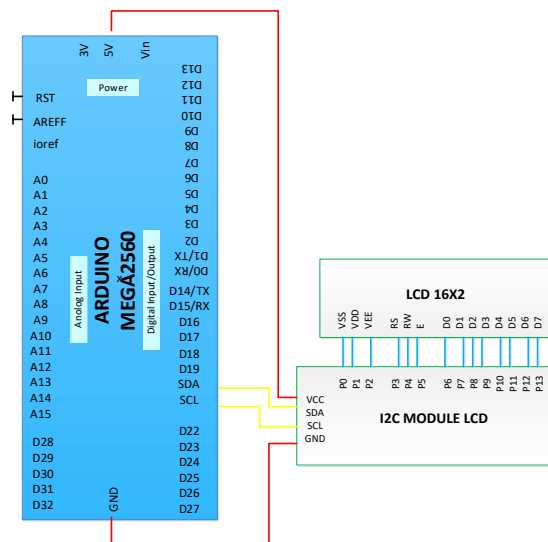 3V
5V
Vin
Power
RST
AREFF
ioref
A0
A1
A2
A3
A4
A5
A6
A7
A8
A9
A10
A11
A12
A13
A14
A15
D28
D29
D30
D31
D32
Analog Input
ARDUINO
MEGA2560
x
Digital Input/Output
GND
D13
D12
D11
D10
D9
D8
D7
D6
D5
D4
D3
D2
D1/TX
D0/RX
D14/TX
D15/RX
D16
D17
D18
D19
SDA
SCL
D22
D23
D24
D25
D26
D27
LCD 16X2
VSS
VDD
VEE
RS
RW
E
D0
D1
D2
D3
D4
D5
D6
D7
P0
P1
P2
P3
P4
P5
P6
P7
P8
P9
P10
P11
P12
P13
VCC
SDA
SCL
GND
I2C MODULE LCD